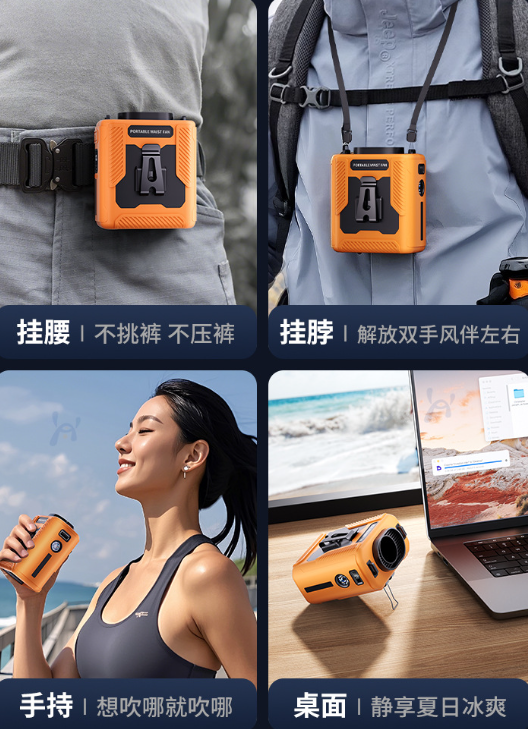 PORTABLE WAIST FAN
PORTABLE WAIST FAN
挂腰 | 不挑裤 不压裤
挂脖 | 解放双手风伴左右
手持 | 想吹哪就吹哪
桌面 | 静享夏日冰爽